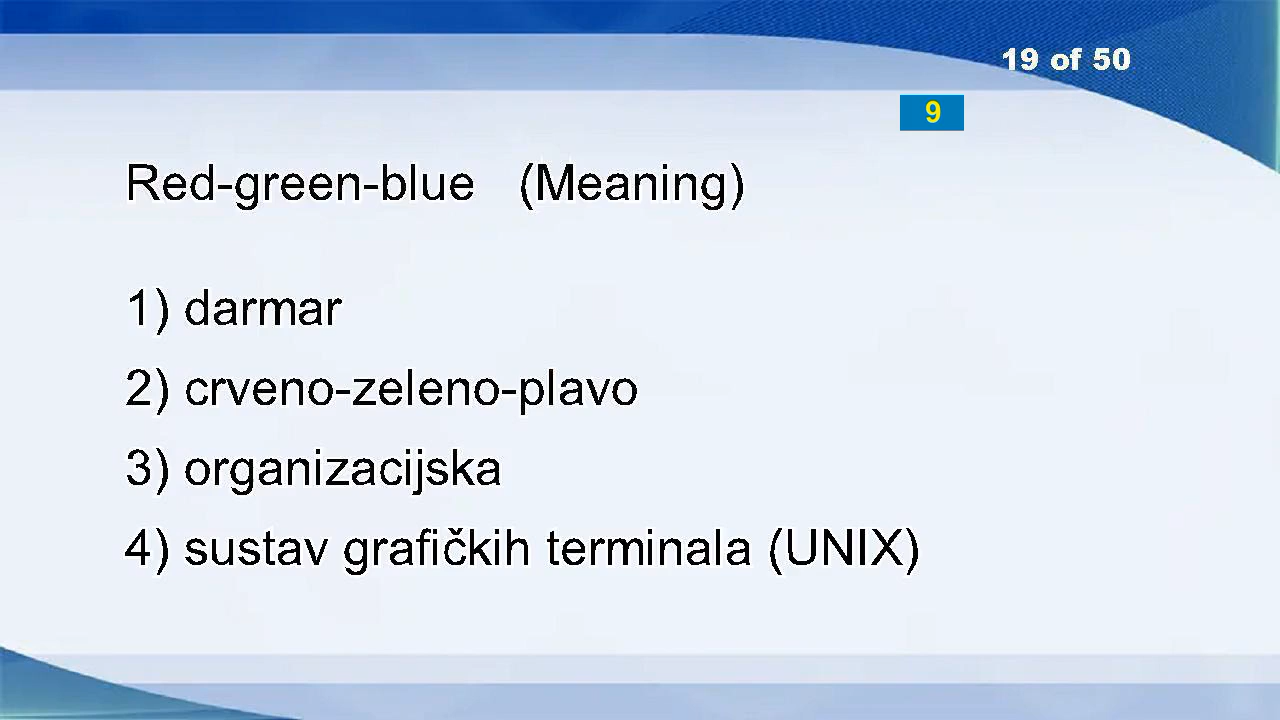 19 of 50
9
Red-green-blue (Meaning)
1) darmar
2) crveno-zeleno-plavo
3) organizacijska
4) sustav grafičkih terminala (UNIX)